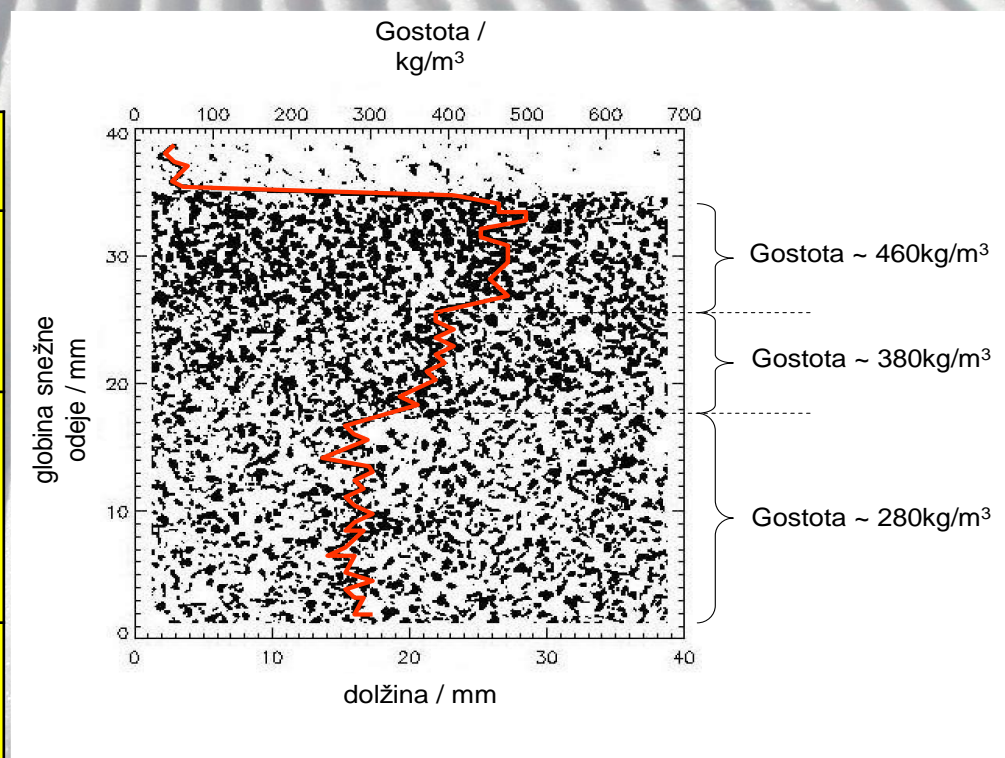 Gostota /
kg/m³
0 100 200 300 400 500 600 700
40
30
20
10
0
globina snežne
odeje / mm
0 10 20 30 40
dolžina / mm
Gostota ~ 460kg/m³
Gostota ~ 380kg/m³
Gostota ~ 280kg/m³